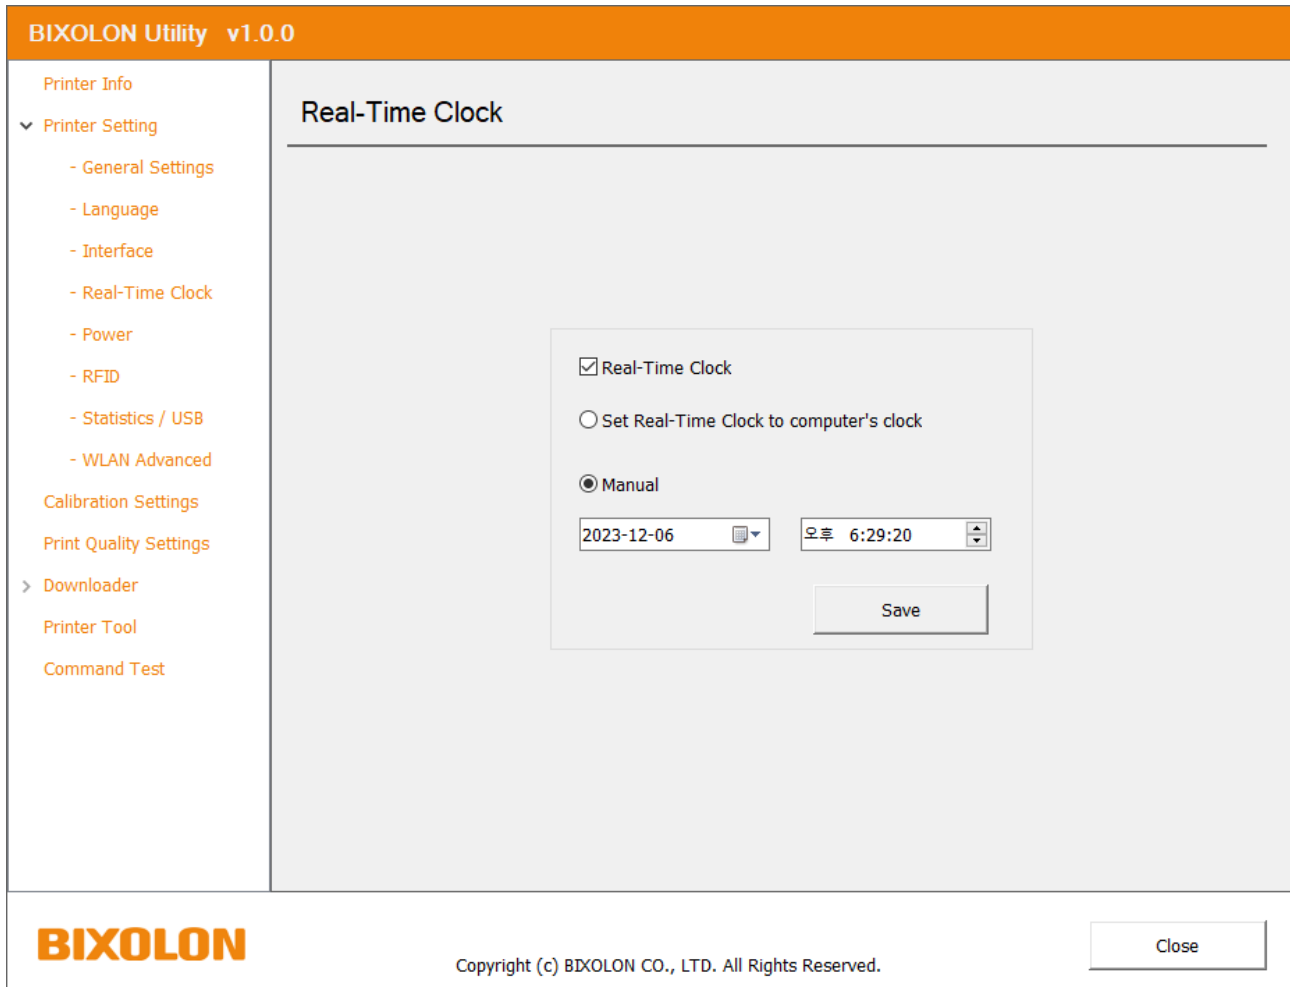 BIXOLON Utility v1.0.0
Printer Info
Printer Setting
- General Settings
- Language
- Interface
- Real-Time Clock
- Power
- RFID
- Statistics / USB
- WLAN Advanced
Calibration Settings
Print Quality Settings
Downloader
Printer Tool
Command Test
Real-Time Clock
Real-Time Clock
Set Real-Time Clock to computer's clock
Manual
2023-12-06 오후 6:29:20
Save
BIXOLON
Copyright (c) BIXOLON CO., LTD. All Rights Reserved.
Close